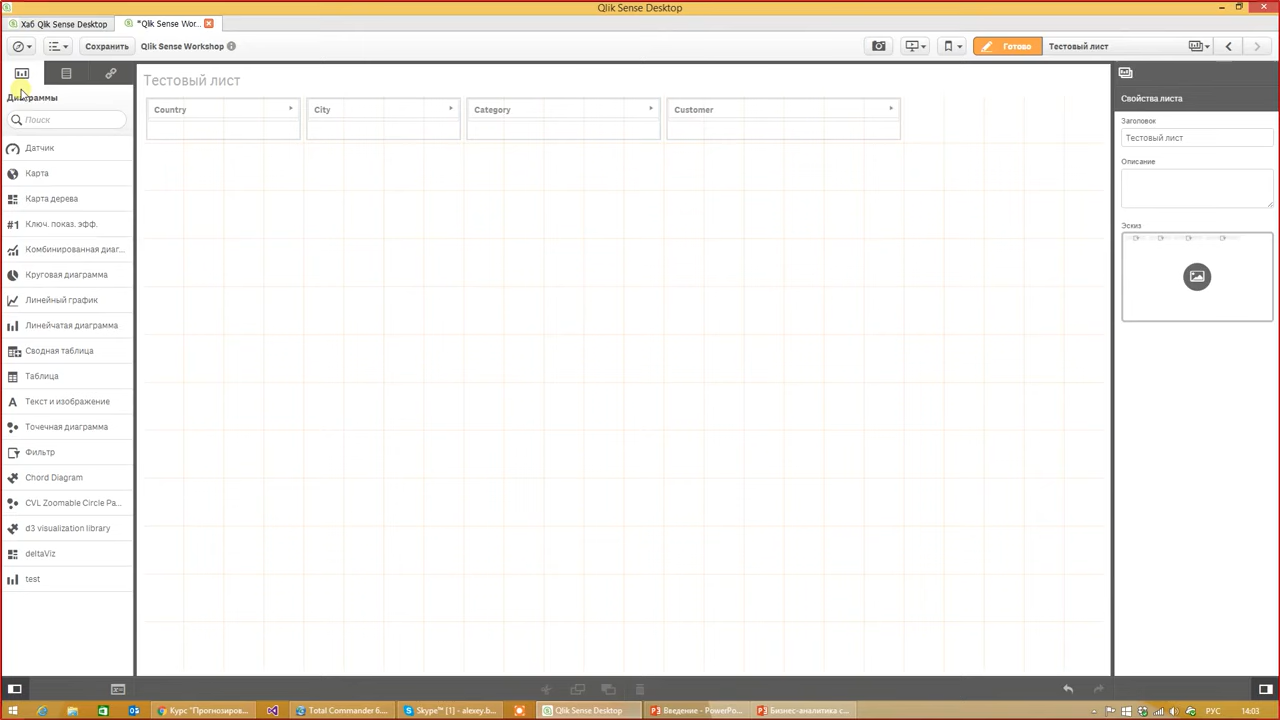 Qlik Sense Desktop
Хаб Qlik Sense Desktop
*Qlik Sense Wor...
Сохранить
Qlik Sense Workshop
Готово
Тестовый лист
Диаграммы
Поиск
Датчик
Карта
Карта дерева
#1 Ключ. показ. эфф.
Комбинированная диаг...
Круговая диаграмма
Линейный график
Линейчатая диаграмма
Сводная таблица
Таблица
A Текст и изображение
Точечная диаграмма
Фильтр
Chord Diagram
CVL Zoomable Circle Pa...
d3 visualization library
deltaViz
test
Тестовый лист
Country
City
Category
Customer
Свойства листа
Заголовок
Тестовый лист
Описание
Эскиз
Курс "Прогнозиров...
Total Commander 6....
Skype™ [1] - alexey.b...
Qlik Sense Desktop
Введение - PowerPo...
Бизнес-аналитика с...
РУС
14:03